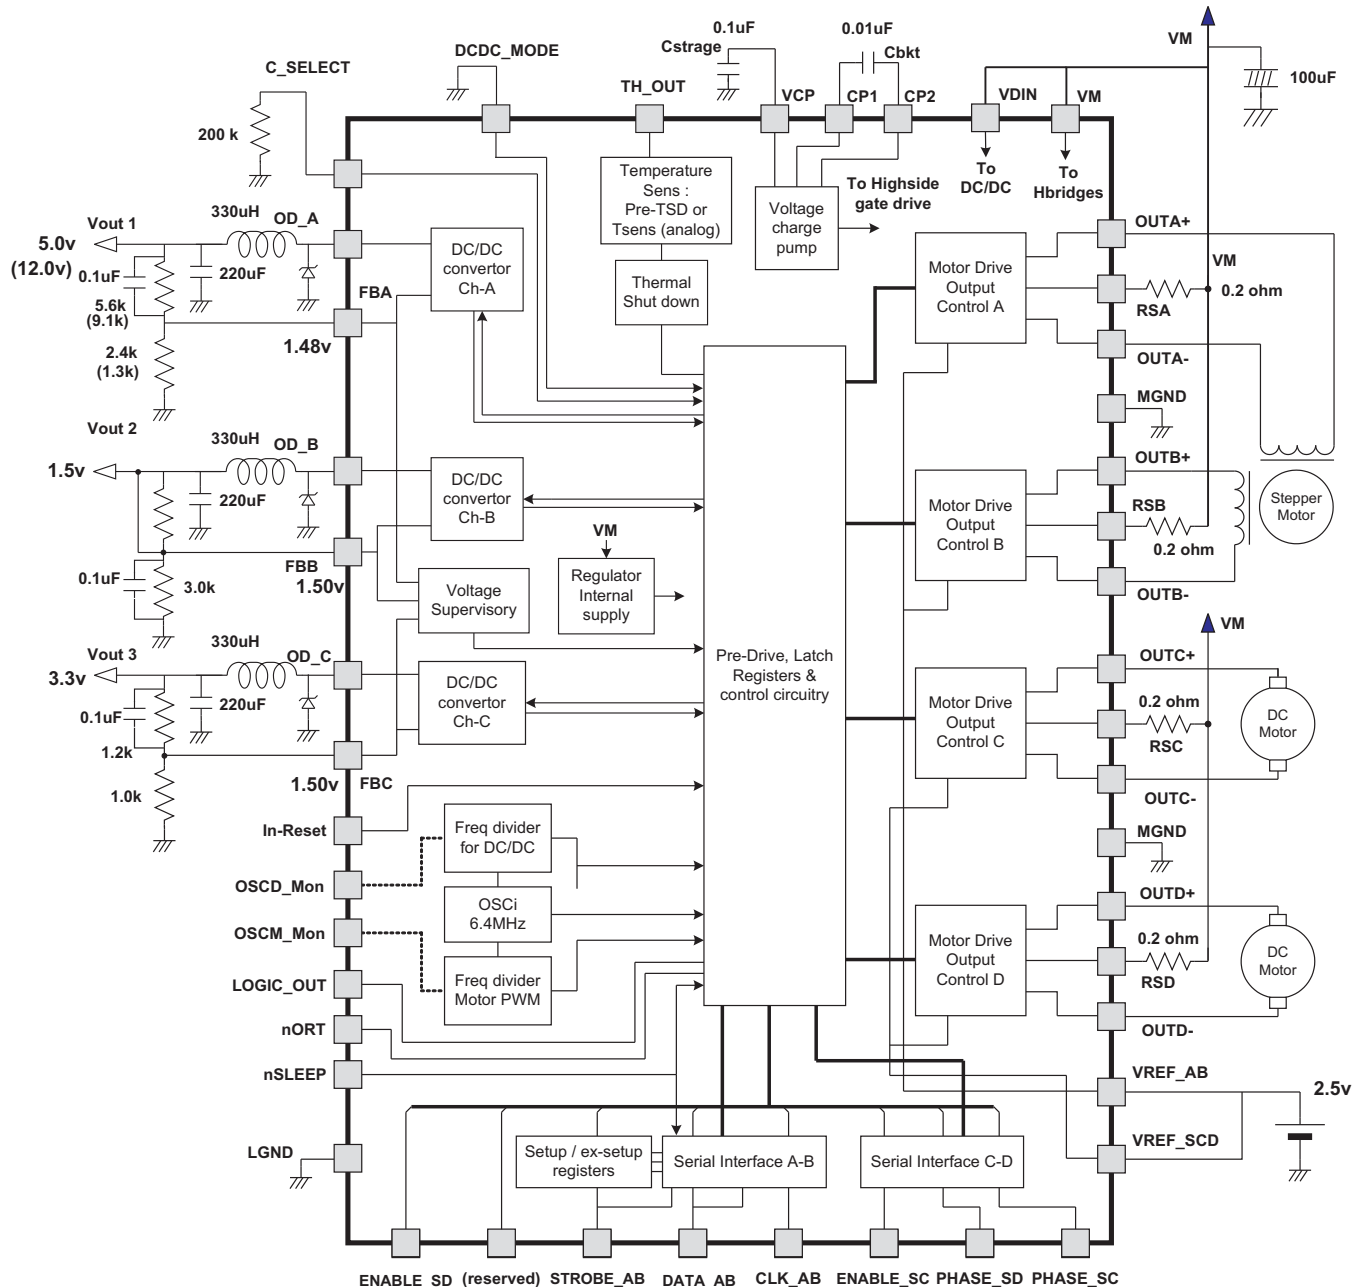 DCDC_MODE
C_SELECT
200 k
TH_OUT
0.1uF
Cstrage
0.01uF
Cbkt
VCP
CP1
CP2
VDIN
VM
VM
100uF
To
DC/DC
To
Hbridges
Temperature
Sens :
Pre-TSD or
Tsens (analog)
Thermal
Shut down
Voltage
charge
pump
To Highside
gate drive
Vout 1
330uH
OD_A
5.0v
(12.0v)
0.1uF
220uF
5.6k
(9.1k)
FBA
1.48v
2.4k
(1.3k)
DC/DC
convertor
Ch-A
Vout 2
330uH
OD_B
1.5v
220uF
FBB
1.50v
0.1uF
3.0k
DC/DC
convertor
Ch-B
Voltage
Supervisory
VM
Regulator
Internal
supply
Vout 3
330uH
OD_C
3.3v
220uF
0.1uF
1.2k
1.50v
FBC
1.0k
DC/DC
convertor
Ch-C
Pre-Drive, Latch
Registers &
control circuitry
Motor Drive
Output
Control A
OUTA+
VM
0.2 ohm
RSA
OUTA-
MGND
Motor Drive
Output
Control B
OUTB+
RSB
0.2 ohm
OUTB-
Stepper
Motor
VM
Motor Drive
Output
Control C
OUTC+
0.2 ohm
RSC
OUTC-
DC
Motor
MGND
Motor Drive
Output
Control D
OUTD+
0.2 ohm
RSD
OUTD-
DC
Motor
In-Reset
OSCD_Mon
OSCM_Mon
LOGIC_OUT
nORT
nSLEEP
LGND
Freq divider
for DC/DC
OSCi
6.4MHz
Freq divider
Motor PWM
VREF_AB
2.5v
VREF_SCD
Setup / ex-setup
registers
Serial Interface A-B
Serial Interface C-D
ENABLE_SD
(reserved)
STROBE_AB
DATA_AB
CLK_AB
ENABLE_SC
PHASE_SD
PHASE_SC